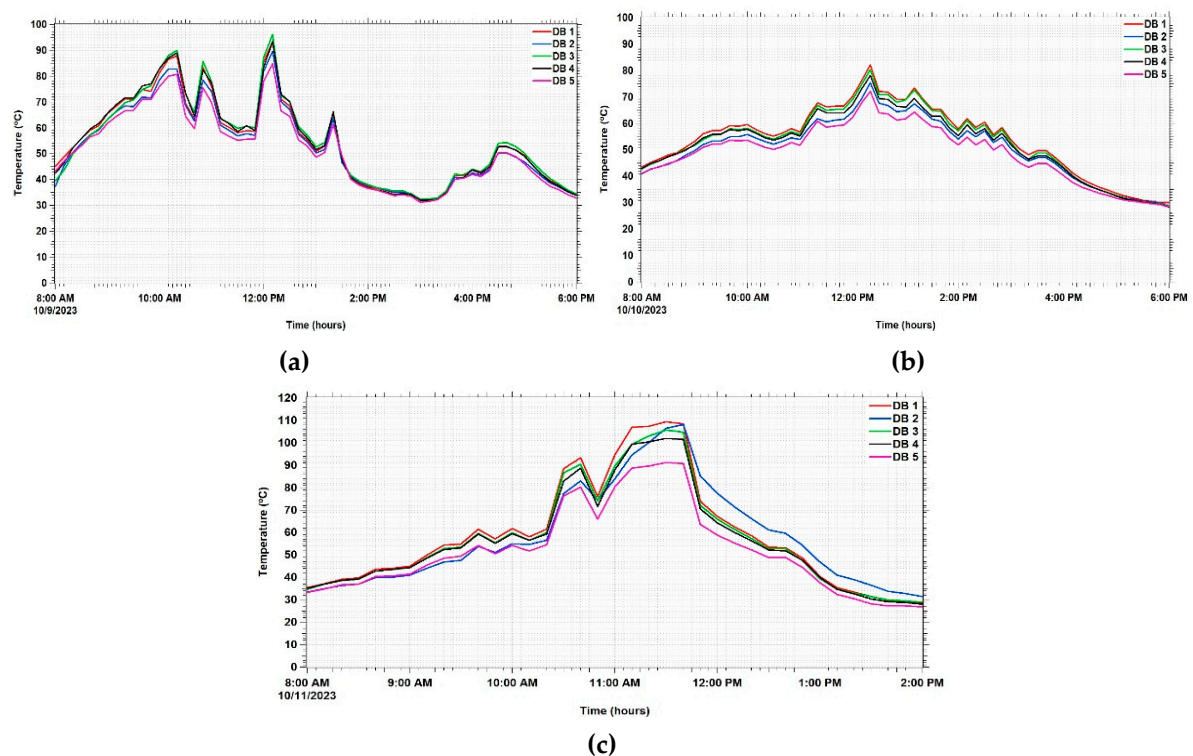 100
90
80
70
60
50
40
30
20
10
0
Temperature (°C)
DB 1
DB 2
DB 3
DB 4
DB 5
8:00 AM 10:00 AM 12:00 PM 2:00 PM 4:00 PM 6:00 PM
10/9/2023
Time (hours)
(a)
100
90
80
70
60
50
40
30
20
10
0
Temperature (°C)
DB 1
DB 2
DB 3
DB 4
DB 5
8:00 AM 10:00 AM 12:00 PM 2:00 PM 4:00 PM 6:00 PM
10/10/2023
Time (hours)
(b)
120
110
100
90
80
70
60
50
40
30
20
10
0
Temperature (°C)
DB 1
DB 2
DB 3
DB 4
DB 5
8:00 AM 9:00 AM 10:00 AM 11:00 AM 12:00 PM 1:00 PM 2:00 PM
10/11/2023
Time (hours)
(c)